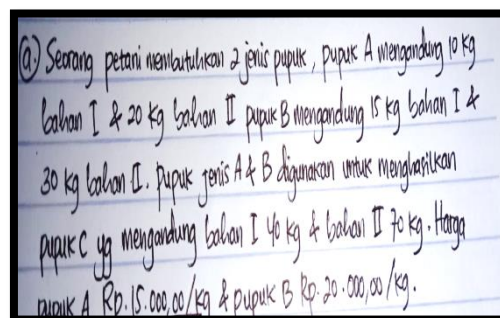 ⓐ Seorang petani membutuhkan 2 jenis pupuk, pupuk A mengandung 10 kg
bahan I & 20 kg bahan II pupuk B mengandung 15 kg bahan I &
30 kg bahan II. Pupuk jenis A & B digunakan untuk menghasilkan
pupuk C yg mengandung bahan I 40 kg & bahan II 70 kg. Harga
pupuk A Rp. 15.000,00/kg & pupuk B Rp. 20.000,00/kg.